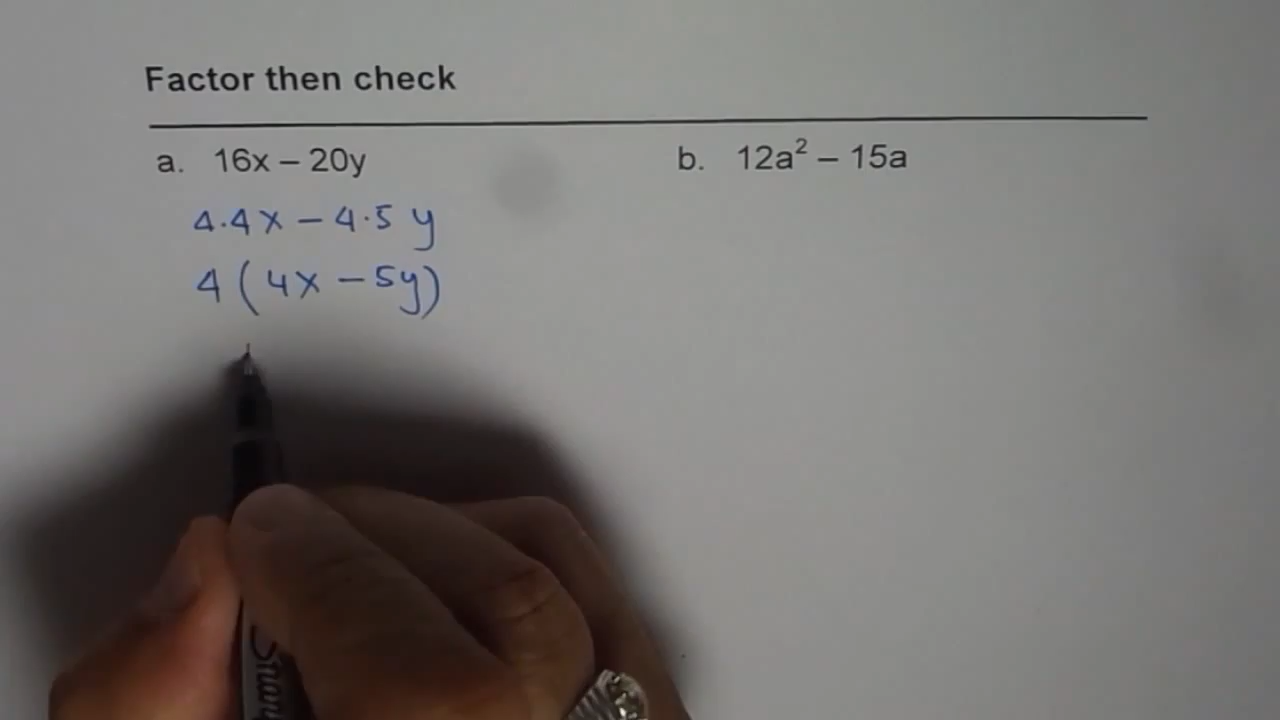 Factor then check
a. 16x – 20y
4·4x – 4·5y
4(4x – 5y)
b. 12a² – 15a